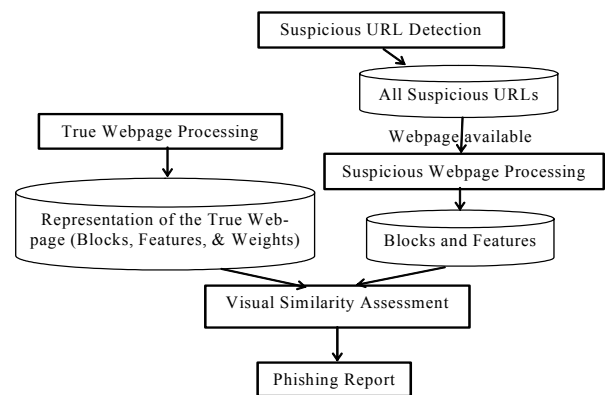 Suspicious URL Detection
All Suspicious URLs
True Webpage Processing
Webpage available
Suspicious Webpage Processing
Representation of the True Web-
page (Blocks, Features, & Weights)
Blocks and Features
Visual Similarity Assessment
Phishing Report